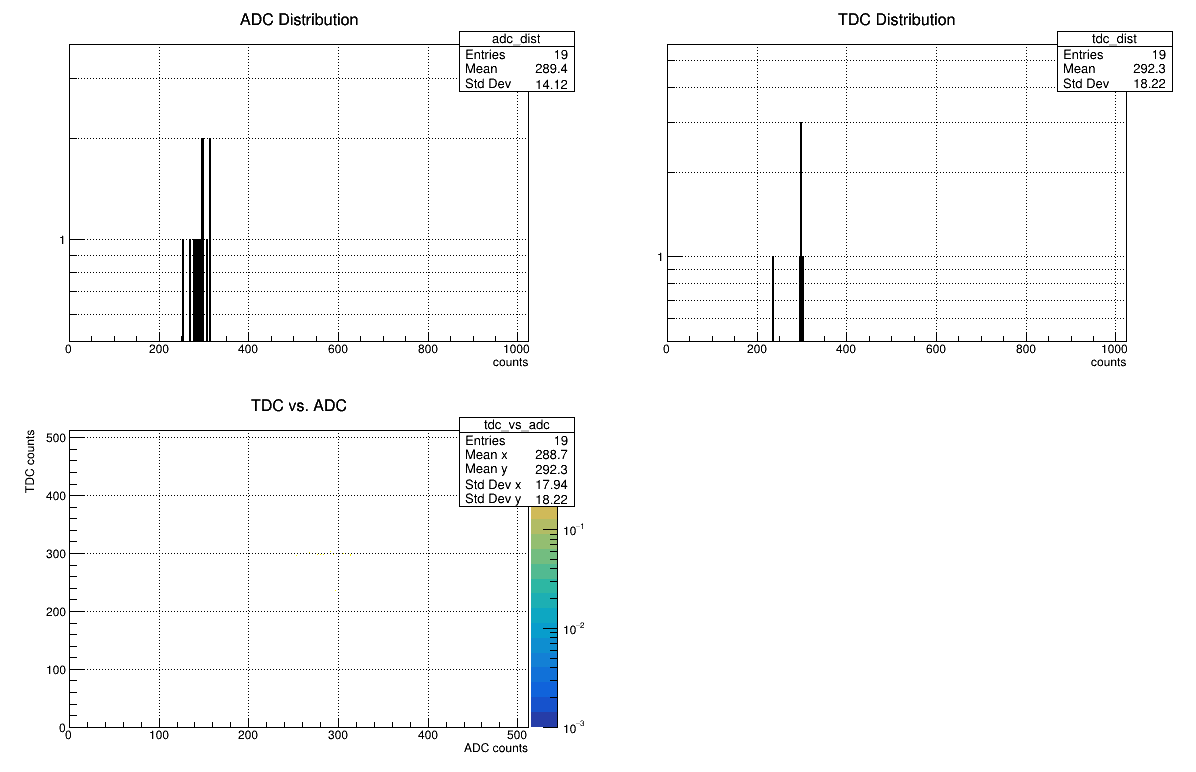 ADC Distribution
adc_dist
Entries 19
Mean 289.4
Std Dev 14.12
1
0 200 400 600 800 1000
counts
TDC Distribution
tdc_dist
Entries 19
Mean 292.3
Std Dev 18.22
1
0 200 400 600 800 1000
counts
TDC vs. ADC
tdc_vs_adc
Entries 19
Mean x 288.7
Mean y 292.3
Std Dev x 17.94
Std Dev y 18.22
TDC counts
500
400
300
200
100
0
0 100 200 300 400 500
ADC counts
10⁻¹
10⁻²
10⁻³